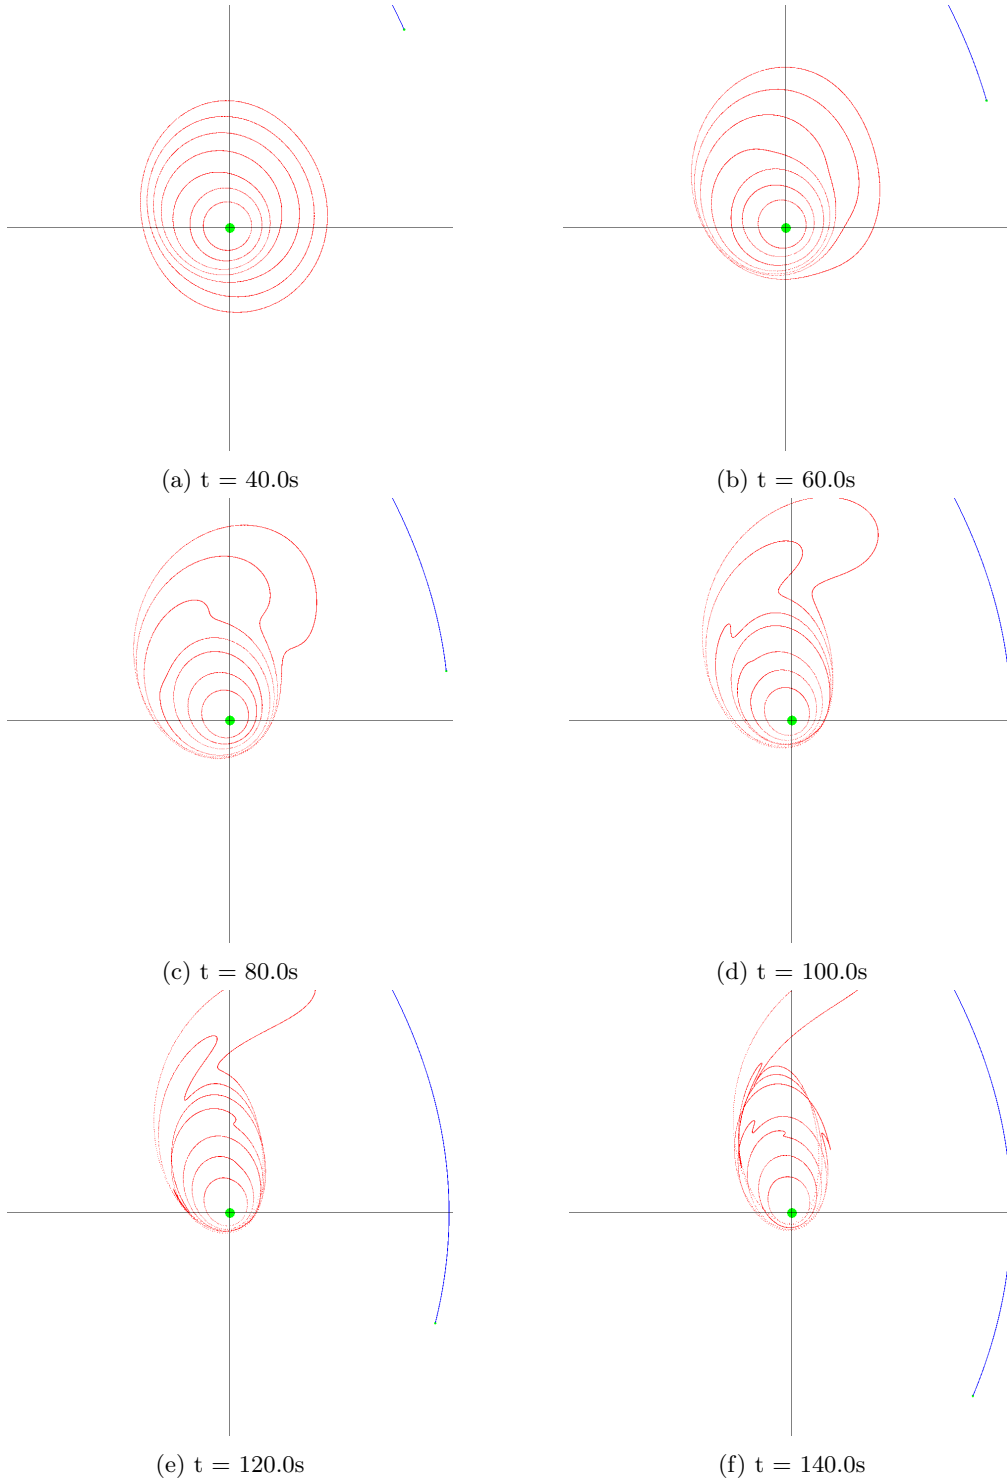 (a) t = 40.0s
(b) t = 60.0s
(c) t = 80.0s
(d) t = 100.0s
(e) t = 120.0s
(f) t = 140.0s